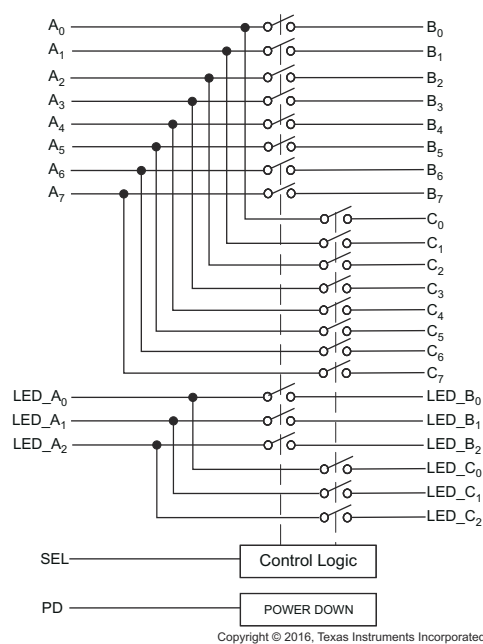 A0 B0
A1 B1
A2 B2
A3 B3
A4 B4
A5 B5
A6 B6
A7 B7
C0
C1
C2
C3
C4
C5
C6
C7
LED_A0 LED_B0
LED_A1 LED_B1
LED_A2 LED_B2
LED_C0
LED_C1
LED_C2
SEL Control Logic
PD POWER DOWN
Copyright © 2016, Texas Instruments Incorporated